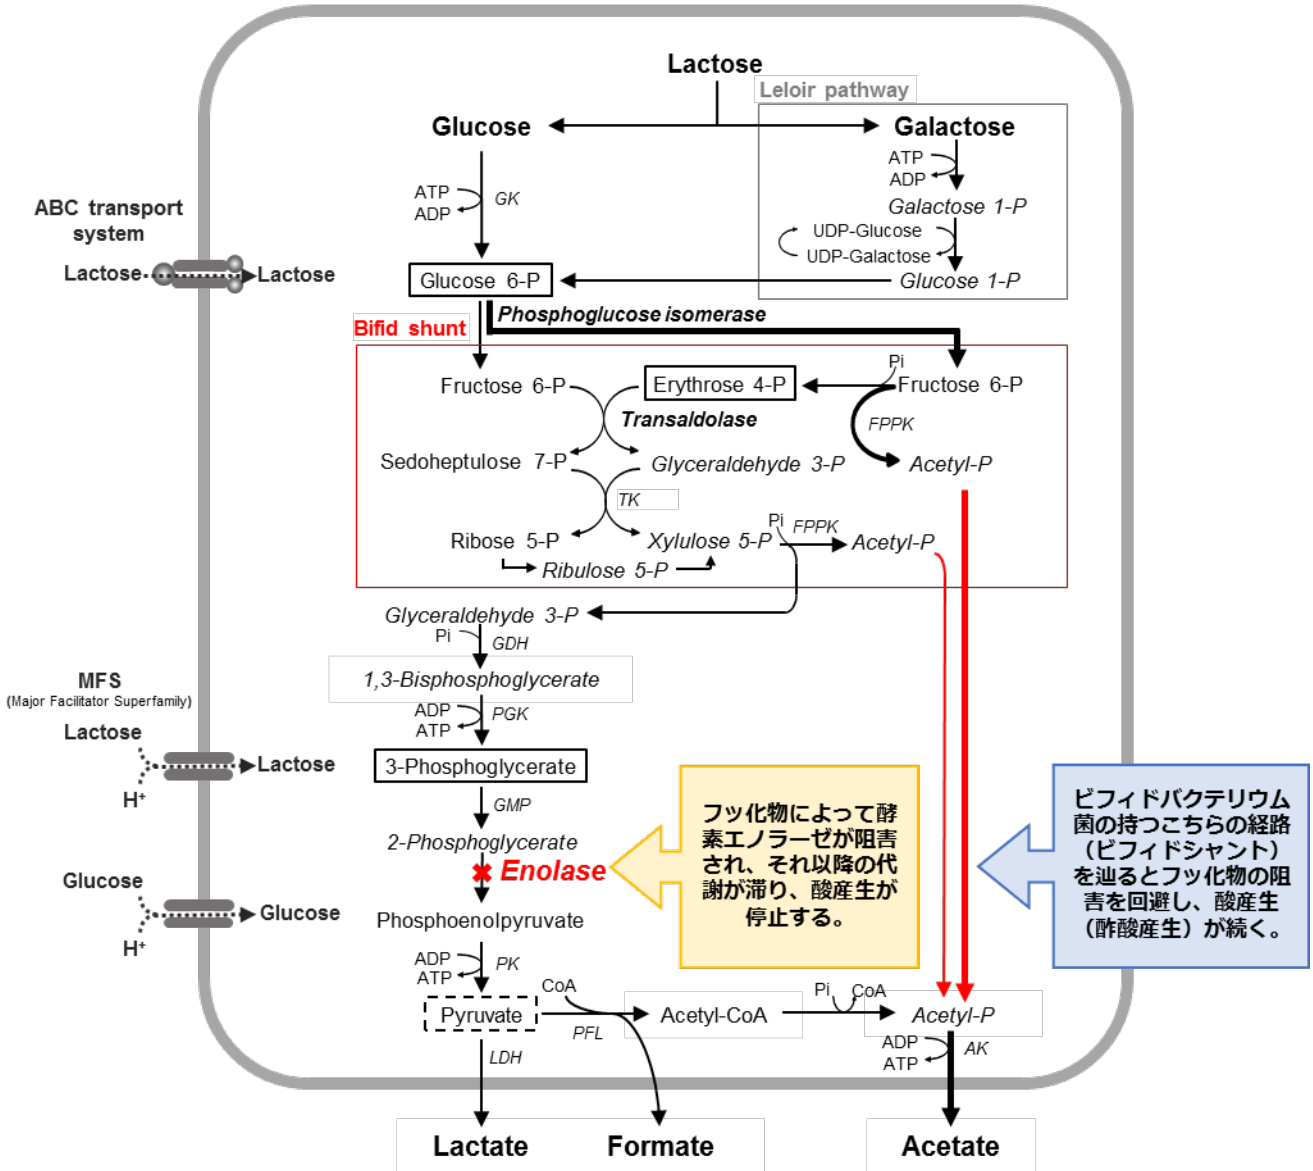 Lactose
Leloir pathway
Glucose
Galactose
ATP
ADP
GK
ATP
ADP
Galactose 1-P
UDP-Glucose
UDP-Galactose
Glucose 6-P
Glucose 1-P
ABC transport
system
Lactose
Lactose
Phosphoglucose isomerase
Bifid shunt
Fructose 6-P
Erythrose 4-P
Pi
Fructose 6-P
Transaldolase
FPPK
Sedoheptulose 7-P
Glyceraldehyde 3-P
Acetyl-P
TK
Ribose 5-P
Xylulose 5-P
Pi
FPPK
Acetyl-P
Ribulose 5-P
Glyceraldehyde 3-P
Pi
GDH
1,3-Bisphosphoglycerate
ADP
ATP
PGK
MFS
(Major Facilitator Superfamily)
Lactose
H+
Lactose
3-Phosphoglycerate
GMP
2-Phosphoglycerate
Enolase
フッ化物によって酵
素エノラーゼが阻害
され、それ以降の代
謝が滞り、酸産生が
停止する。
ビフィドバクテリウム
菌の持つこちらの経路
（ビフィドシャント）
を辿るとフッ化物の阻
害を回避し、酸産生
（酢酸産生）が続く。
Glucose
H+
Glucose
Phosphoenolpyruvate
ADP
ATP
PK
Pyruvate
CoA
PFL
Acetyl-CoA
Pi
CoA
Acetyl-P
LDH
ADP
ATP
AK
Lactate
Formate
Acetate